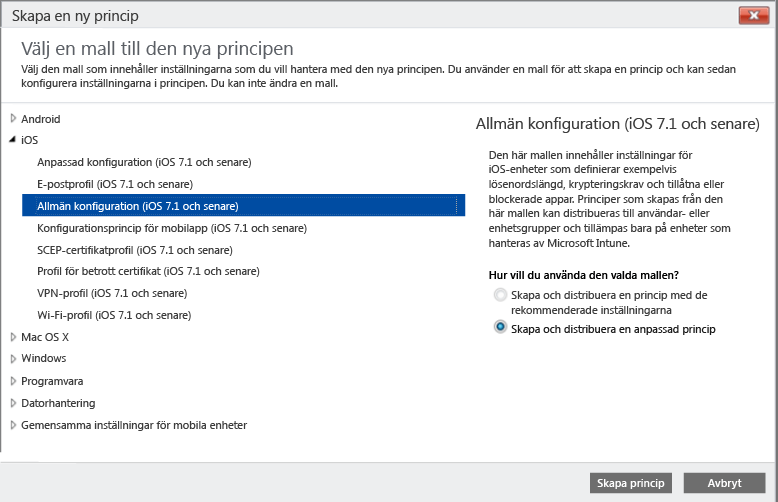 Skapa en ny princip
Välj en mall till den nya principen
Välj den mall som innehåller inställningarna som du vill hantera med den nya principen. Du använder en mall för att skapa en princip och kan sedan
konfigurera inställningarna i principen. Du kan inte ändra en mall.
Android
iOS
Anpassad konfiguration (iOS 7.1 och senare)
E-postprofil (iOS 7.1 och senare)
Allmän konfiguration (iOS 7.1 och senare)
Konfigurationsprincip för mobilapp (iOS 7.1 och senare)
SCEP-certifikatprofil (iOS 7.1 och senare)
Profil för betrott certifikat (iOS 7.1 och senare)
VPN-profil (iOS 7.1 och senare)
Wi-Fi-profil (iOS 7.1 och senare)
Mac OS X
Windows
Programvara
Datorhantering
Gemensamma inställningar för mobila enheter
Allmän konfiguration (iOS 7.1 och senare)
Den här mallen innehåller inställningar för
iOS-enheter som definierar exempelvis
lösenordslängd, krypteringskrav och tillåtna eller
blockerade appar. Principer som skapas från den
här mallen kan distribueras till användar- eller
enhetsgrupper och tillämpas bara på enheter som
hanteras av Microsoft Intune.
Hur vill du använda den valda mallen?
Skapa och distribuera en princip med de
rekommenderade inställningarna
Skapa och distribuera en anpassad princip
Skapa princip
Avbryt